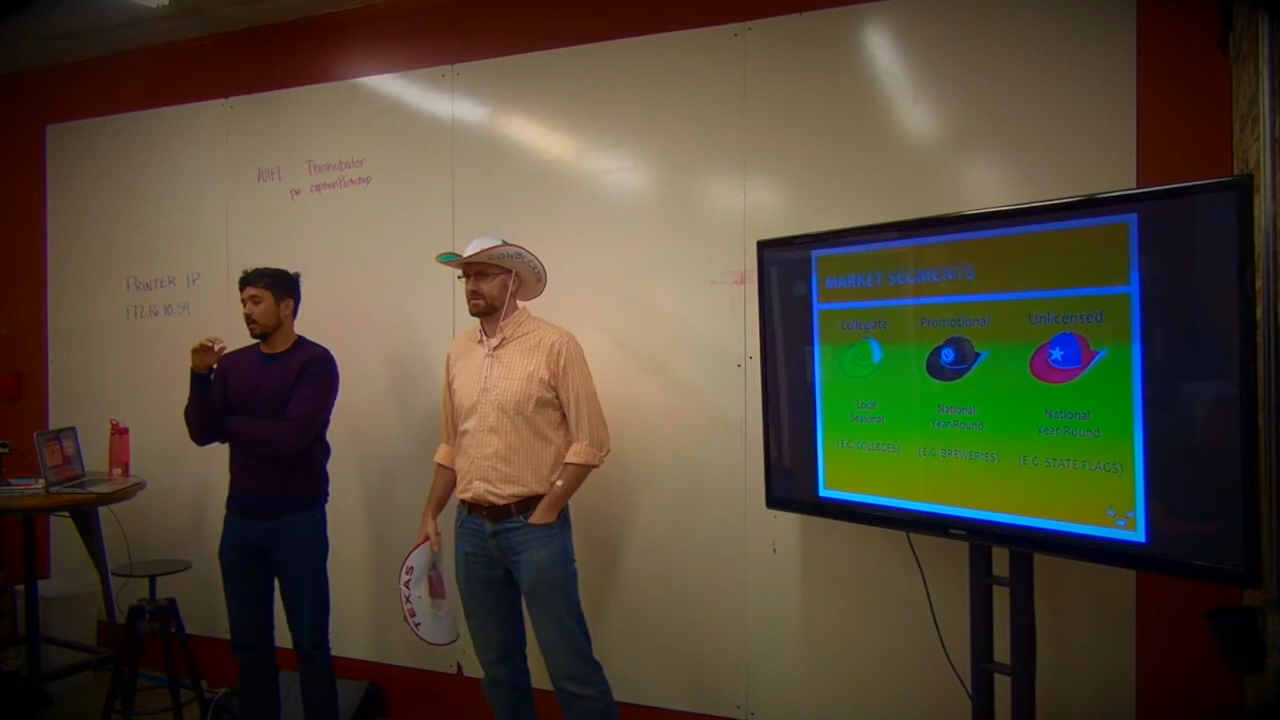 WIFI Thinkubator
pw
PRINTER IP
172.16.10.59
TEXAS
MARKET SEGMENTS
Collegiate Promotional Unlicensed
Local National National
Seasonal Year-Round Year-Round
(E.G. COLLEGES) (E.G. BREWERIES) (E.G. STATE FLAGS)